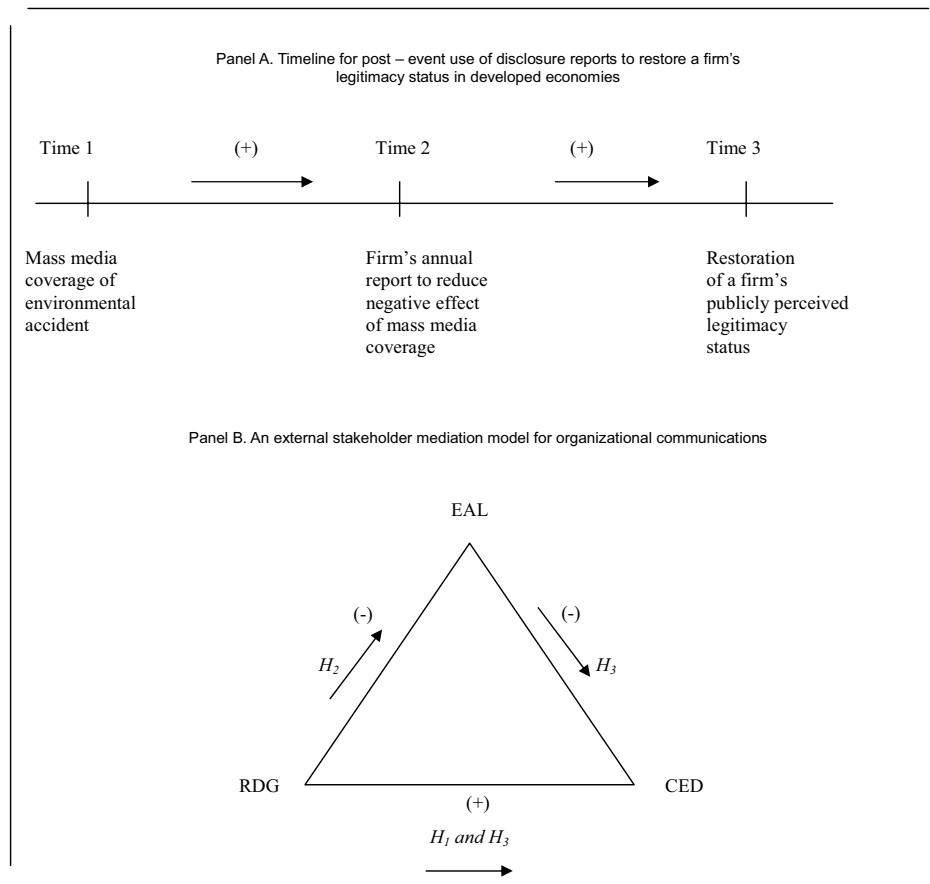 Panel A. Timeline for post – event use of disclosure reports to restore a firm's
legitimacy status in developed economies
Time 1 (+) Time 2 (+) Time 3
Mass media
coverage of
environmental
accident
Firm's annual
report to reduce
negative effect
of mass media
coverage
Restoration
of a firm's
publicly perceived
legitimacy
status
Panel B. An external stakeholder mediation model for organizational communications
EAL
(-) (-)
H2 H3
RDG CED
(+)
H1 and H3